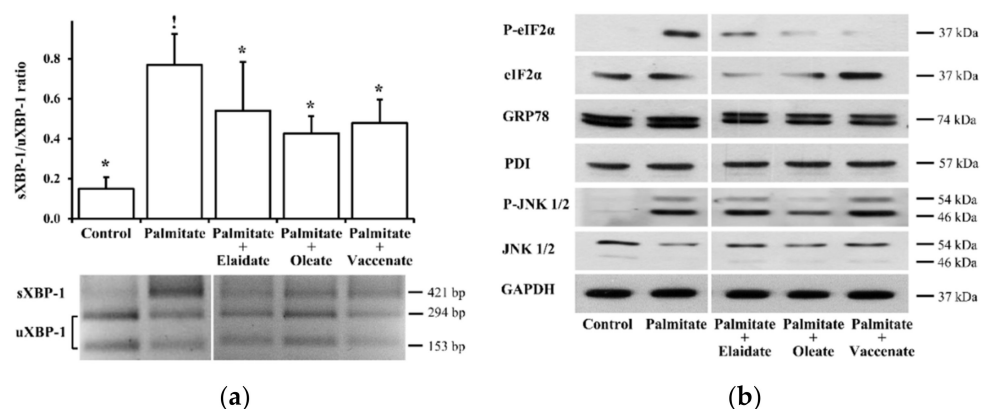 (a)
sXBP-1/uXBP-1 ratio
0.8
0.6
0.4
0.2
0.0
!
*
*
*
*
Control
Palmitate
Palmitate
+
Elaidate
Palmitate
+
Oleate
Palmitate
+
Vaccenate
sXBP-1
uXBP-1
421 bp
294 bp
153 bp
(b)
P-eIF2α
37 kDa
eIF2α
37 kDa
GRP78
74 kDa
PDI
57 kDa
P-JNK 1/2
54 kDa
46 kDa
JNK 1/2
54 kDa
46 kDa
GAPDH
37 kDa
Control
Palmitate
Palmitate
+
Elaidate
Palmitate
+
Oleate
Palmitate
+
Vaccenate